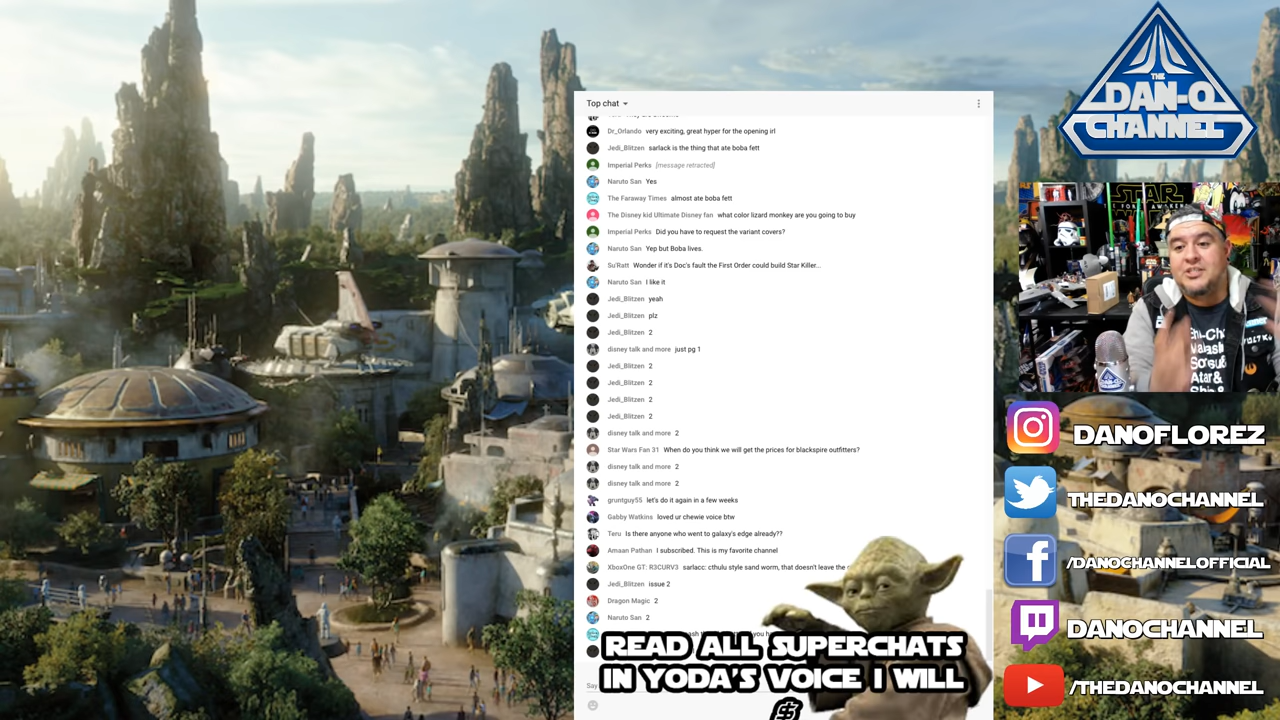 Top chat
Dr_Orlando very exciting, great hyper for the opening irl
Jedi_Blitzen sarlack is the thing that ate boba fett
Imperial Perks [message retracted]
Naruto San Yes
The Faraway Times almost ate boba fett
The Disney kid Ultimate Disney fan what color lizard monkey are you going to buy
Imperial Perks Did you have to request the variant covers?
Naruto San Yep but Boba lives.
Su'Ratt Wonder if it's Doc's fault the First Order could build Star Killer...
Naruto San I like it
Jedi_Blitzen yeah
Jedi_Blitzen plz
Jedi_Blitzen 2
disney talk and more just pg 1
Jedi_Blitzen 2
Jedi_Blitzen 2
Jedi_Blitzen 2
Jedi_Blitzen 2
disney talk and more 2
Star Wars Fan 31 When do you think we will get the prices for blackspire outfitters?
disney talk and more 2
disney talk and more 2
gruntguy55 let's do it again in a few weeks
Gabby Watkins loved ur chewie voice btw
Teru Is there anyone who went to galaxy's edge already??
Amaan Pathan I subscribed. This is my favorite channel
XboxOne GT: R3CURV3 sarlacc: cthulu style sand worm, that doesn't leave the
Jedi_Blitzen issue 2
Dragon Magic 2
Naruto San 2
READ ALL SUPERCHATS
IN YODA'S VOICE I WILL
Say
$
THE
DAN-O
CHANNEL
STAR
WARS
DANOFLOREZ
THEDANOCHANNEL
/DANOCHANNELOFFICIAL
DANOCHANNEL
/THEDANOCHANNEL